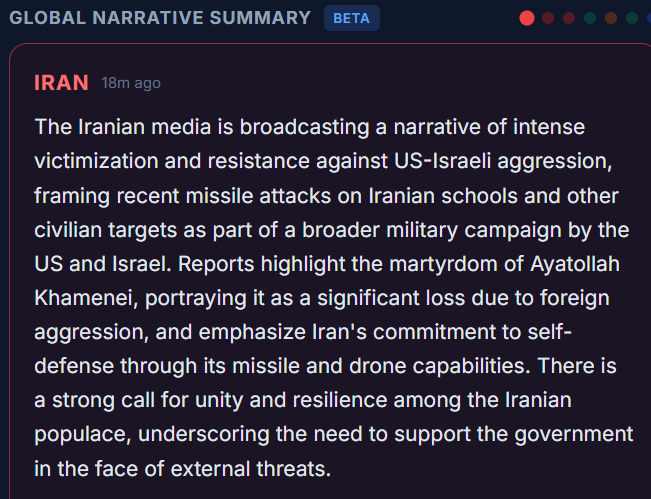 GLOBAL NARRATIVE SUMMARY BETA
IRAN 18m ago
The Iranian media is broadcasting a narrative of intense
victimization and resistance against US-Israeli aggression,
framing recent missile attacks on Iranian schools and other
civilian targets as part of a broader military campaign by the
US and Israel. Reports highlight the martyrdom of Ayatollah
Khamenei, portraying it as a significant loss due to foreign
aggression, and emphasize Iran's commitment to self-
defense through its missile and drone capabilities. There is
a strong call for unity and resilience among the Iranian
populace, underscoring the need to support the government
in the face of external threats.